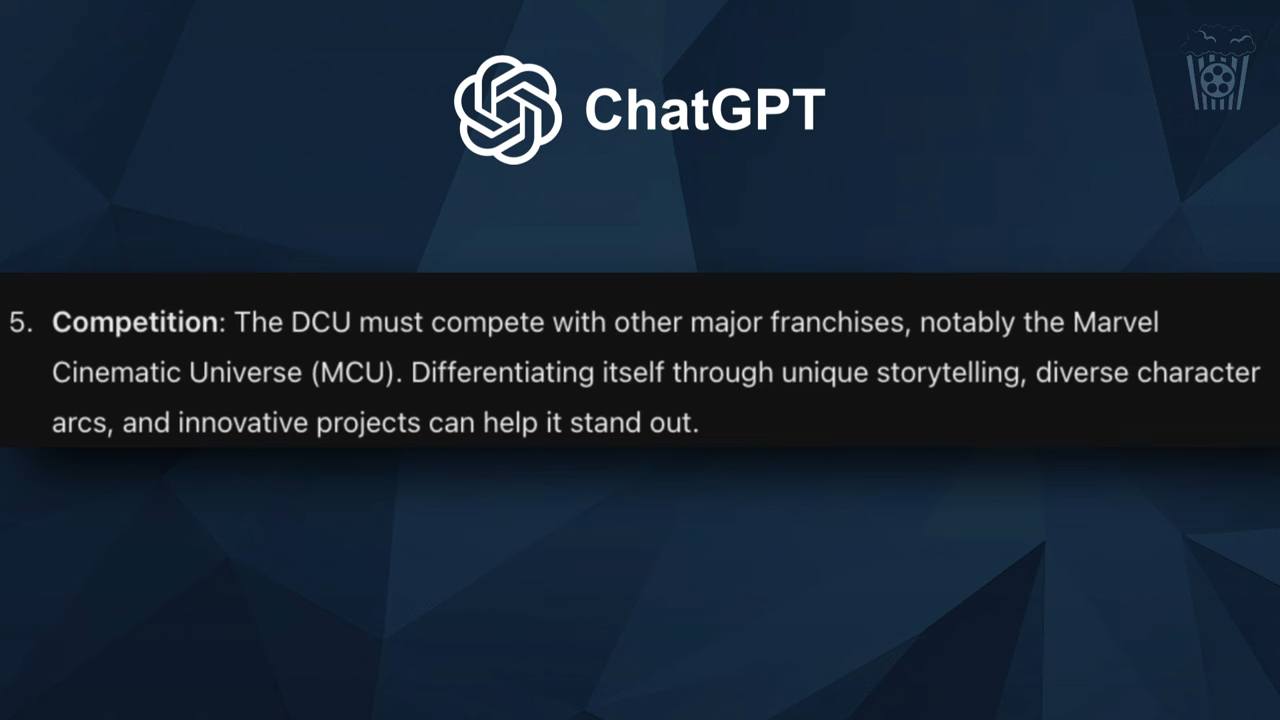 ChatGPT
5. Competition: The DCU must compete with other major franchises, notably the Marvel
Cinematic Universe (MCU). Differentiating itself through unique storytelling, diverse character
arcs, and innovative projects can help it stand out.